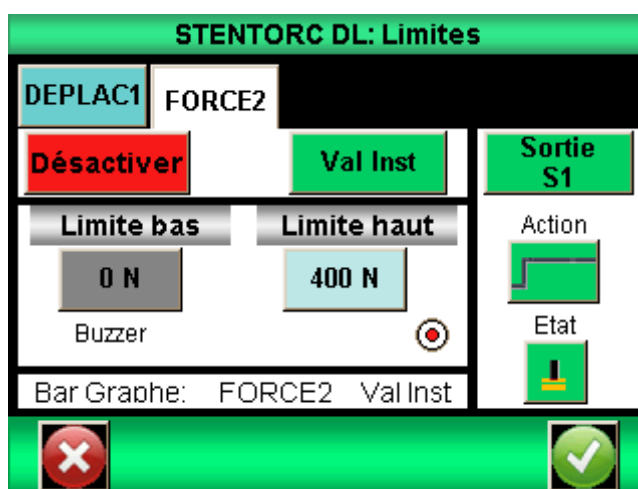 STENTORC DL: Limites
DEPLAC1 FORCE2
Désactiver Val Inst Sortie S1
Limite bas Limite haut Action
0 N 400 N
Buzzer Etat
Bar Graphe: FORCE2 Val Inst